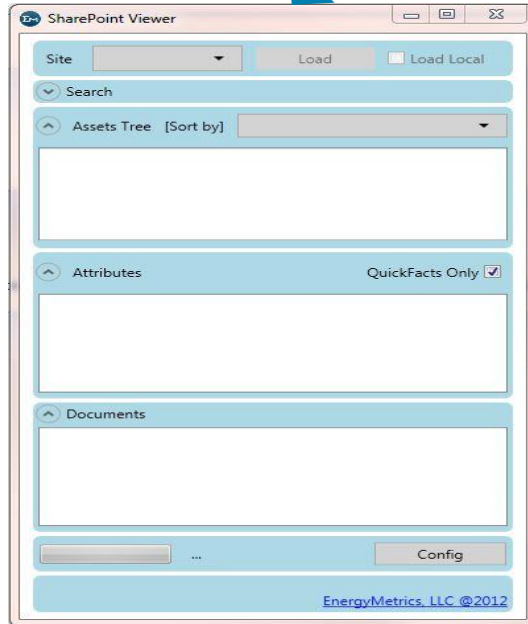 EM SharePoint Viewer
Site Load Load Local
Search
Assets Tree [Sort by]
Attributes QuickFacts Only
Documents
... Config
EnergyMetrics, LLC @2012